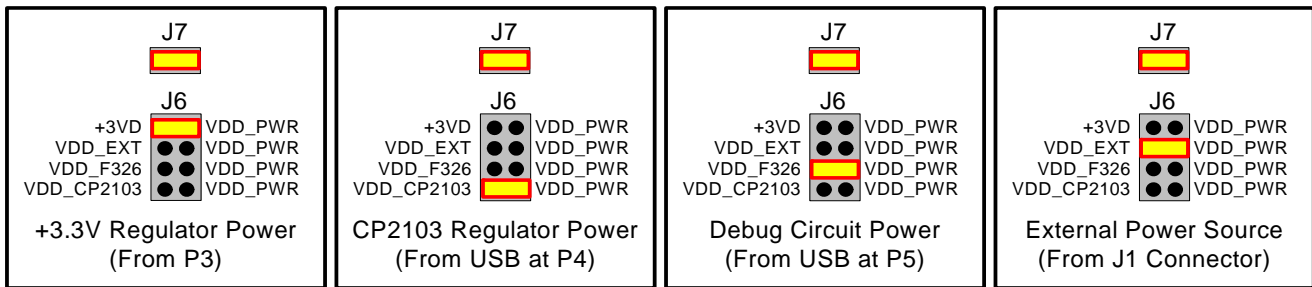 J7
J6
+3VD VDD_PWR
VDD_EXT VDD_PWR
VDD_F326 VDD_PWR
VDD_CP2103 VDD_PWR
+3.3V Regulator Power
(From P3)
J7
J6
+3VD VDD_PWR
VDD_EXT VDD_PWR
VDD_F326 VDD_PWR
VDD_CP2103 VDD_PWR
CP2103 Regulator Power
(From USB at P4)
J7
J6
+3VD VDD_PWR
VDD_EXT VDD_PWR
VDD_F326 VDD_PWR
VDD_CP2103 VDD_PWR
Debug Circuit Power
(From USB at P5)
J7
J6
+3VD VDD_PWR
VDD_EXT VDD_PWR
VDD_F326 VDD_PWR
VDD_CP2103 VDD_PWR
External Power Source
(From J1 Connector)